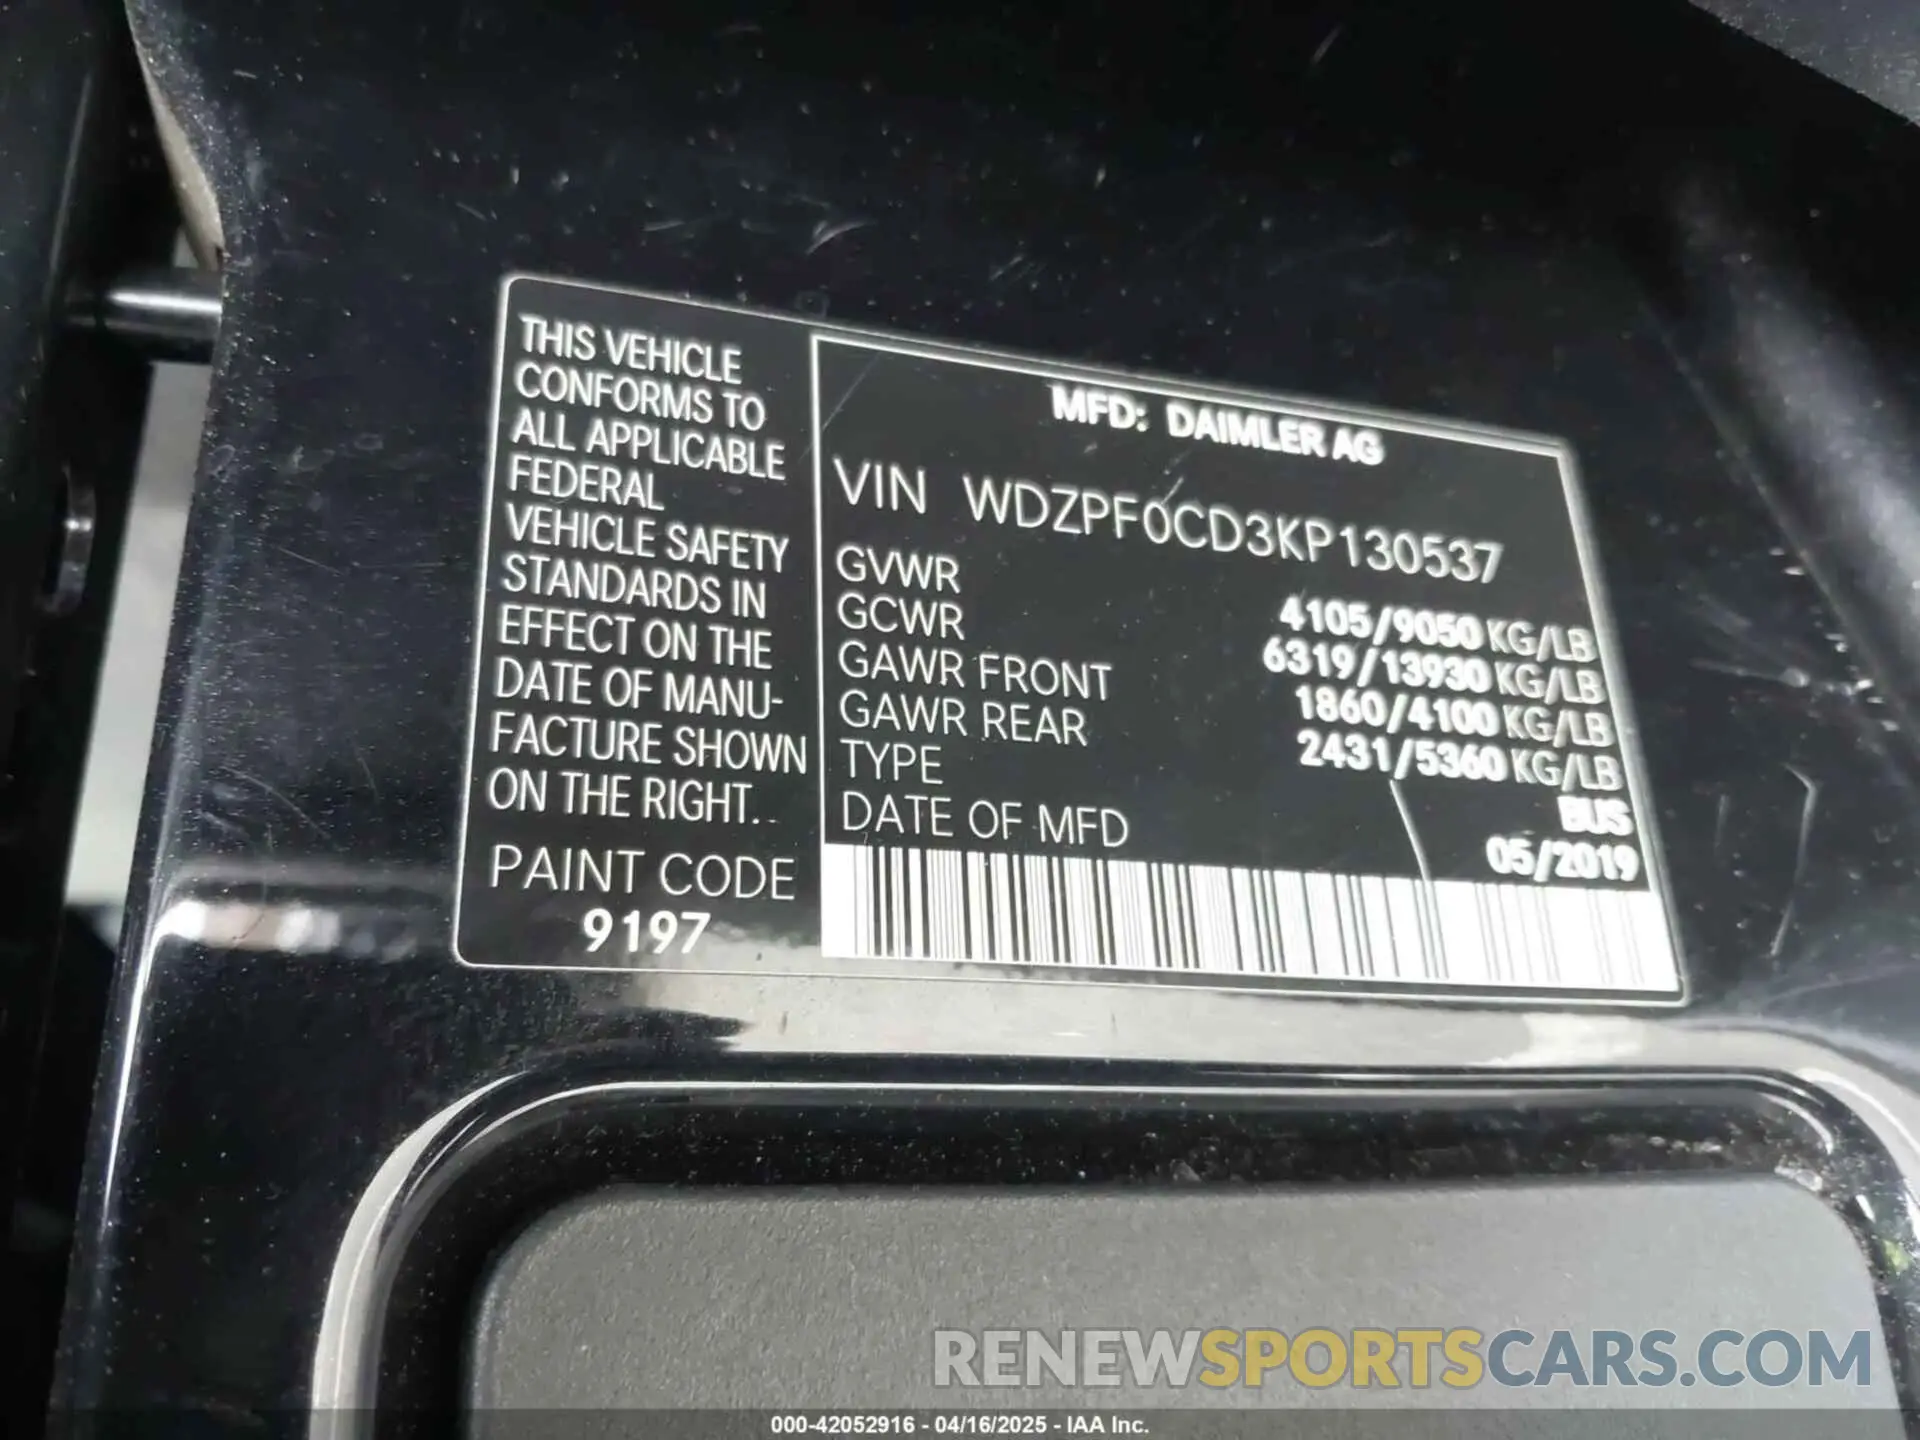 THIS VEHICLE
CONFORMS TO
ALL APPLICABLE
FEDERAL
VEHICLE SAFETY
STANDARDS IN
EFFECT ON THE
DATE OF MANU-
FACTURE SHOWN
ON THE RIGHT.
PAINT CODE
9197
MFD: DAIMLER AG
VIN WDZPF0CD3KP130537
GVWR 4105/9050 KG/LB
GCWR 6319/13930 KG/LB
GAWR FRONT 1860/4100 KG/LB
GAWR REAR 2431/5360 KG/LB
TYPE BUS
DATE OF MFD 05/2019
RENEWSPORTSCARS.COM
000-42052916 - 04/16/2025 - IAA Inc.